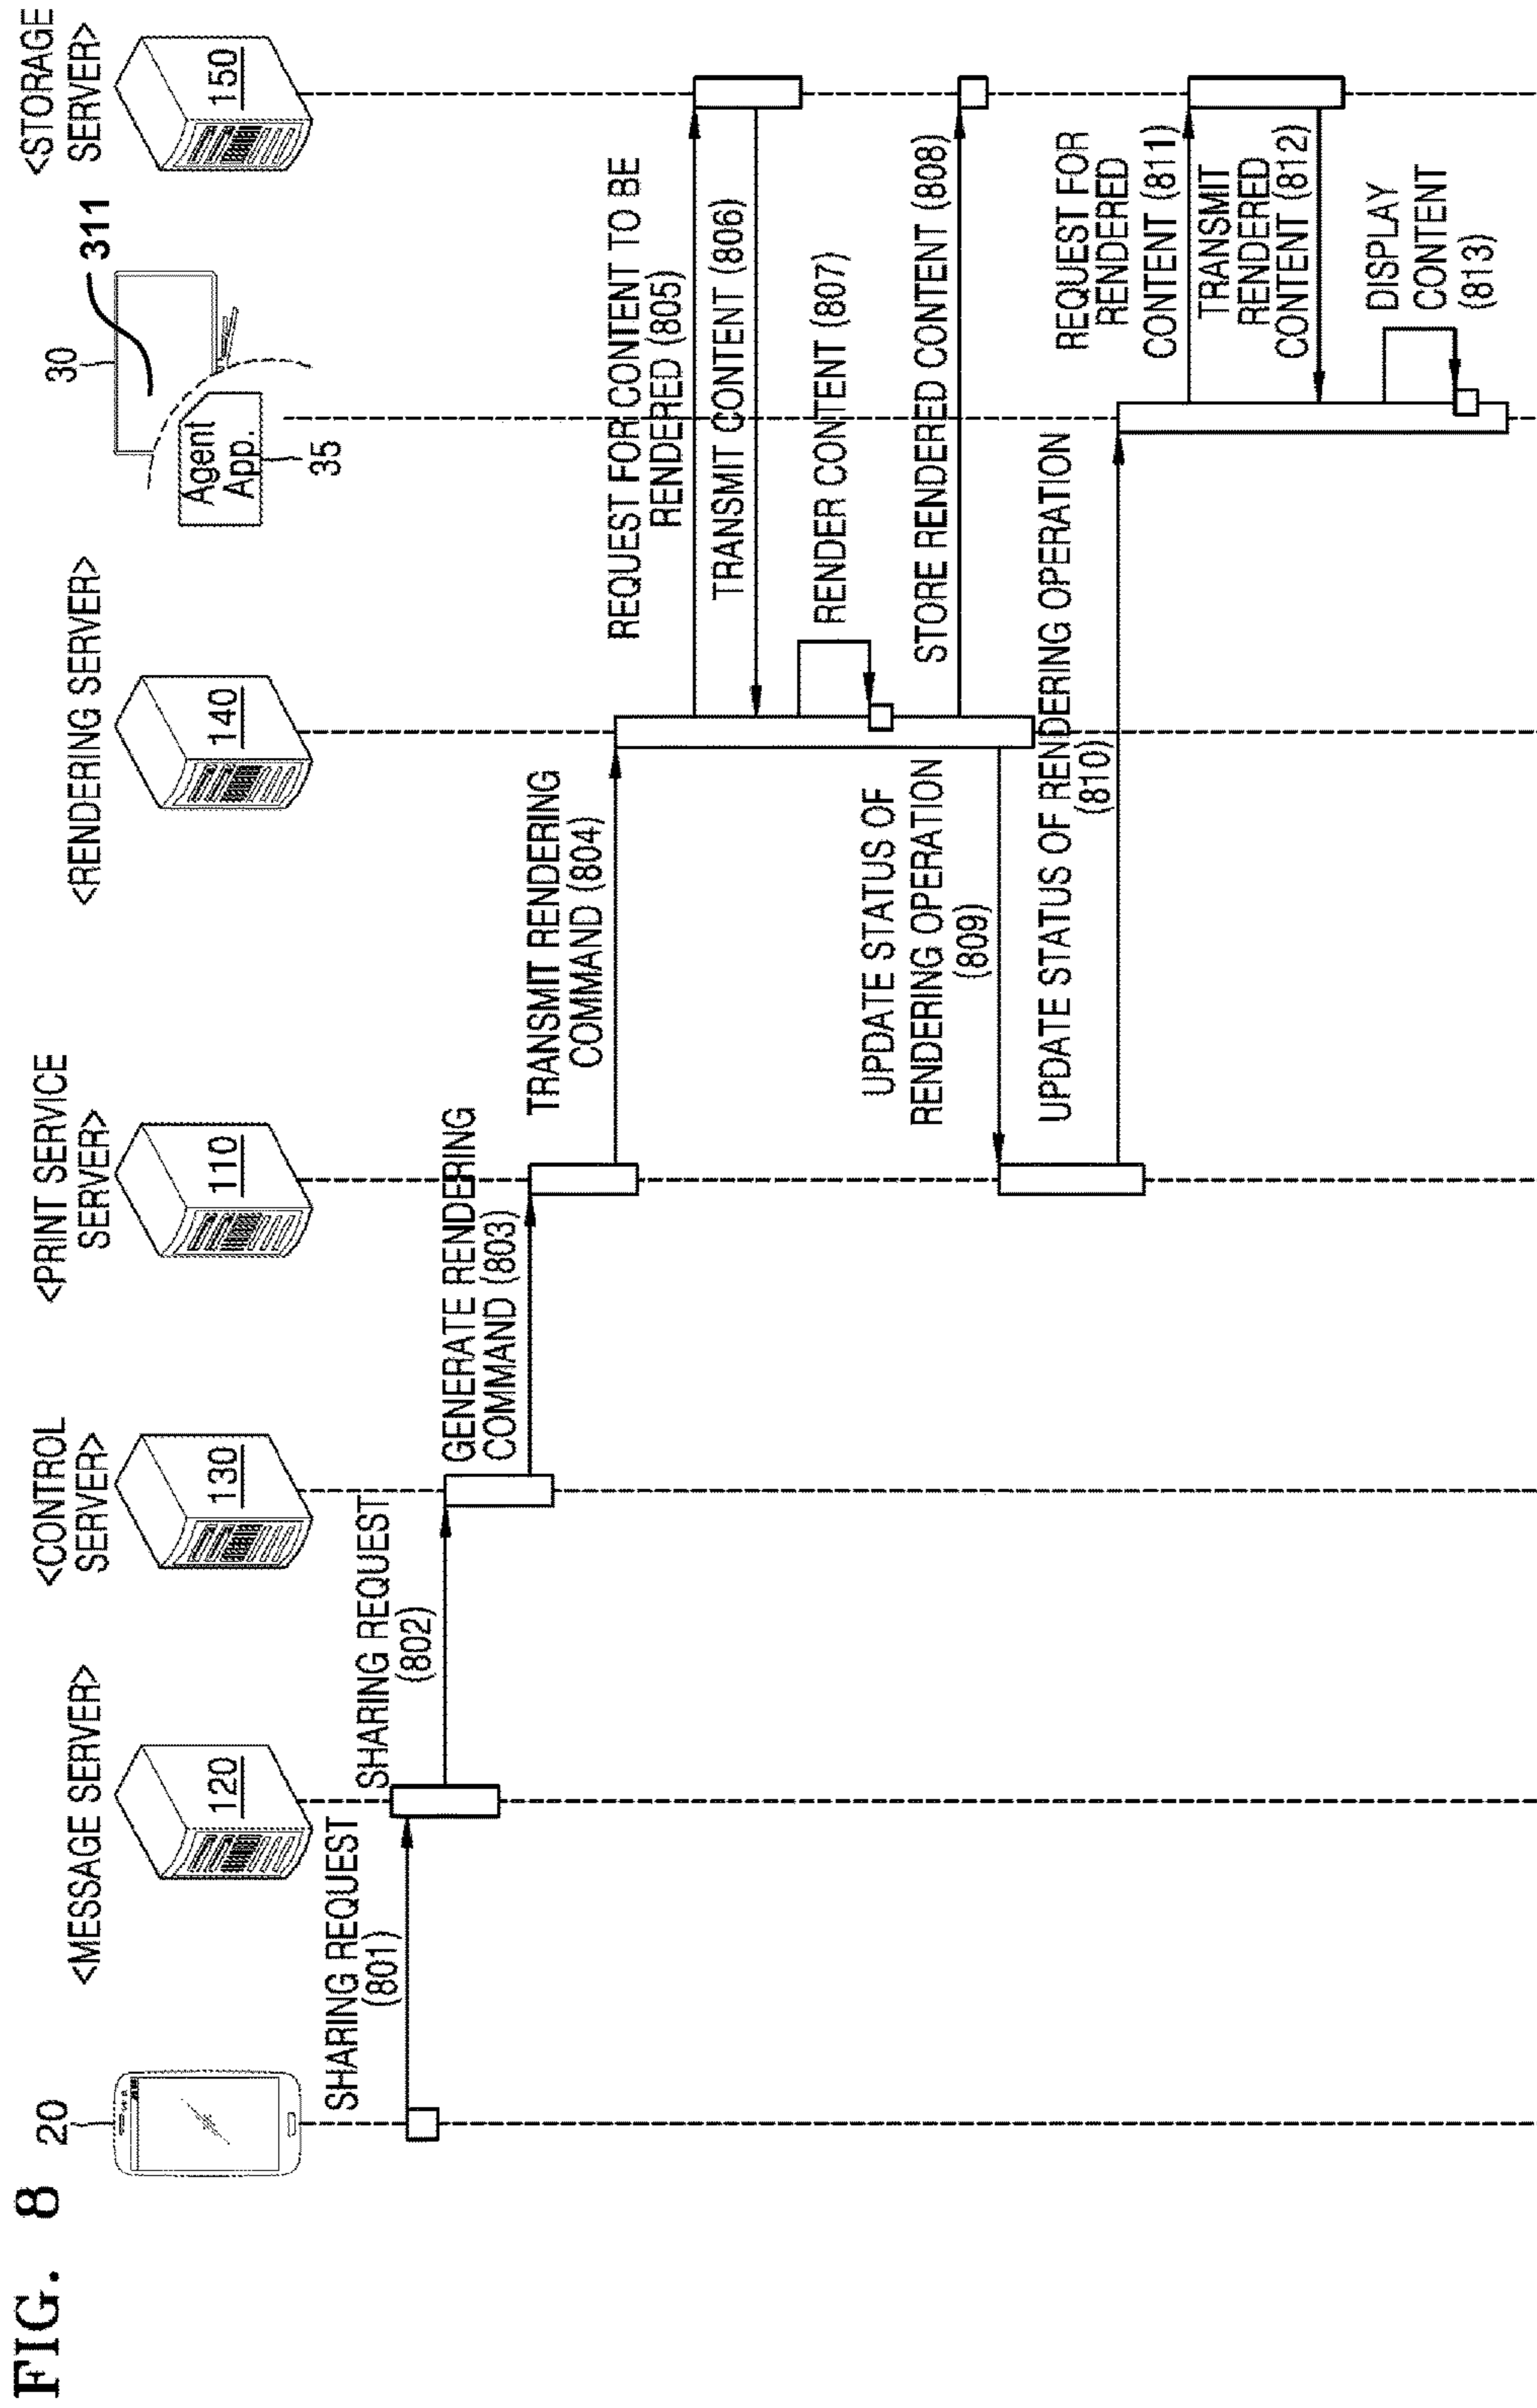 FIG. 8
20
<MESSAGE SERVER>
120
<CONTROL
SERVER>
130
<PRINT SERVICE
SERVER>
110
<RENDERING SERVER>
140
30
311
Agent
App.
35
<STORAGE
SERVER>
150
SHARING REQUEST
(801)
SHARING REQUEST
(802)
GENERATE RENDERING
COMMAND (803)
TRANSMIT RENDERING
COMMAND (804)
REQUEST FOR CONTENT TO BE
RENDERED (805)
TRANSMIT CONTENT (806)
RENDER CONTENT (807)
STORE RENDERED CONTENT (808)
UPDATE STATUS OF
RENDERING OPERATION
(809)
UPDATE STATUS OF RENDERING OPERATION
(810)
REQUEST FOR
RENDERED
CONTENT (811)
TRANSMIT
RENDERED
CONTENT (812)
DISPLAY
CONTENT
(813)